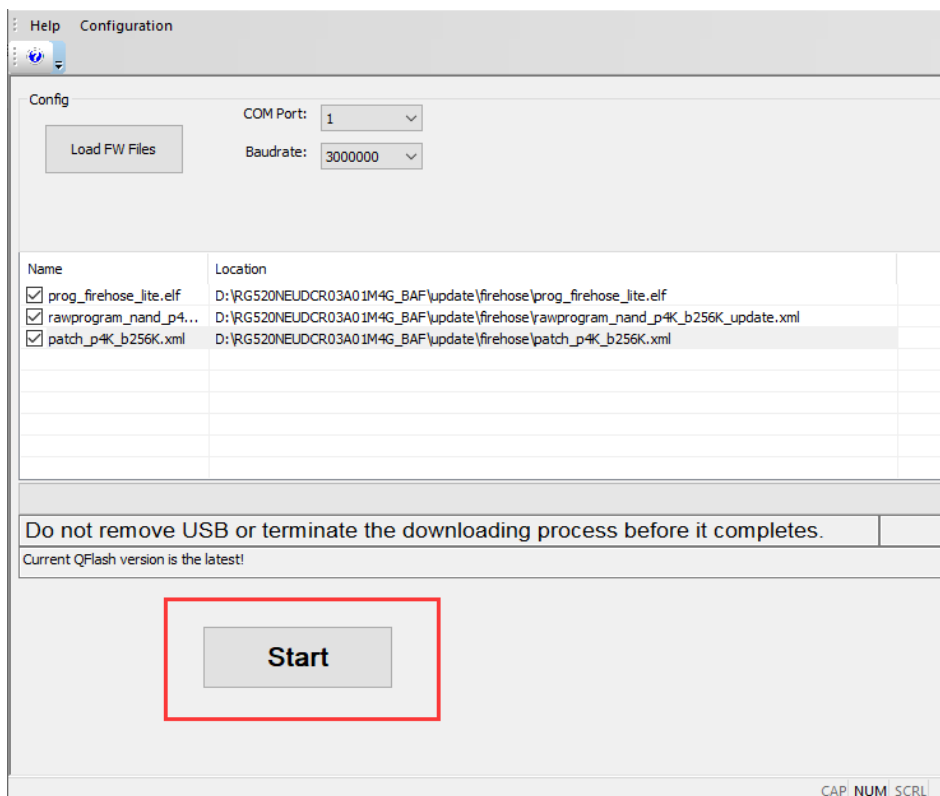 Help Configuration
Config
COM Port: 1
Load FW Files
Baudrate: 3000000
Name Location
prog_firehose_lite.elf D:\RG520NEUDCR03A01M4G_BAF\update\firehose\prog_firehose_lite.elf
rawprogram_nand_p4... D:\RG520NEUDCR03A01M4G_BAF\update\firehose\rawprogram_nand_p4K_b256K_update.xml
patch_p4K_b256K.xml D:\RG520NEUDCR03A01M4G_BAF\update\firehose\patch_p4K_b256K.xml
Do not remove USB or terminate the downloading process before it completes.
Current QFlash version is the latest!
Start
CAP NUM SCRL